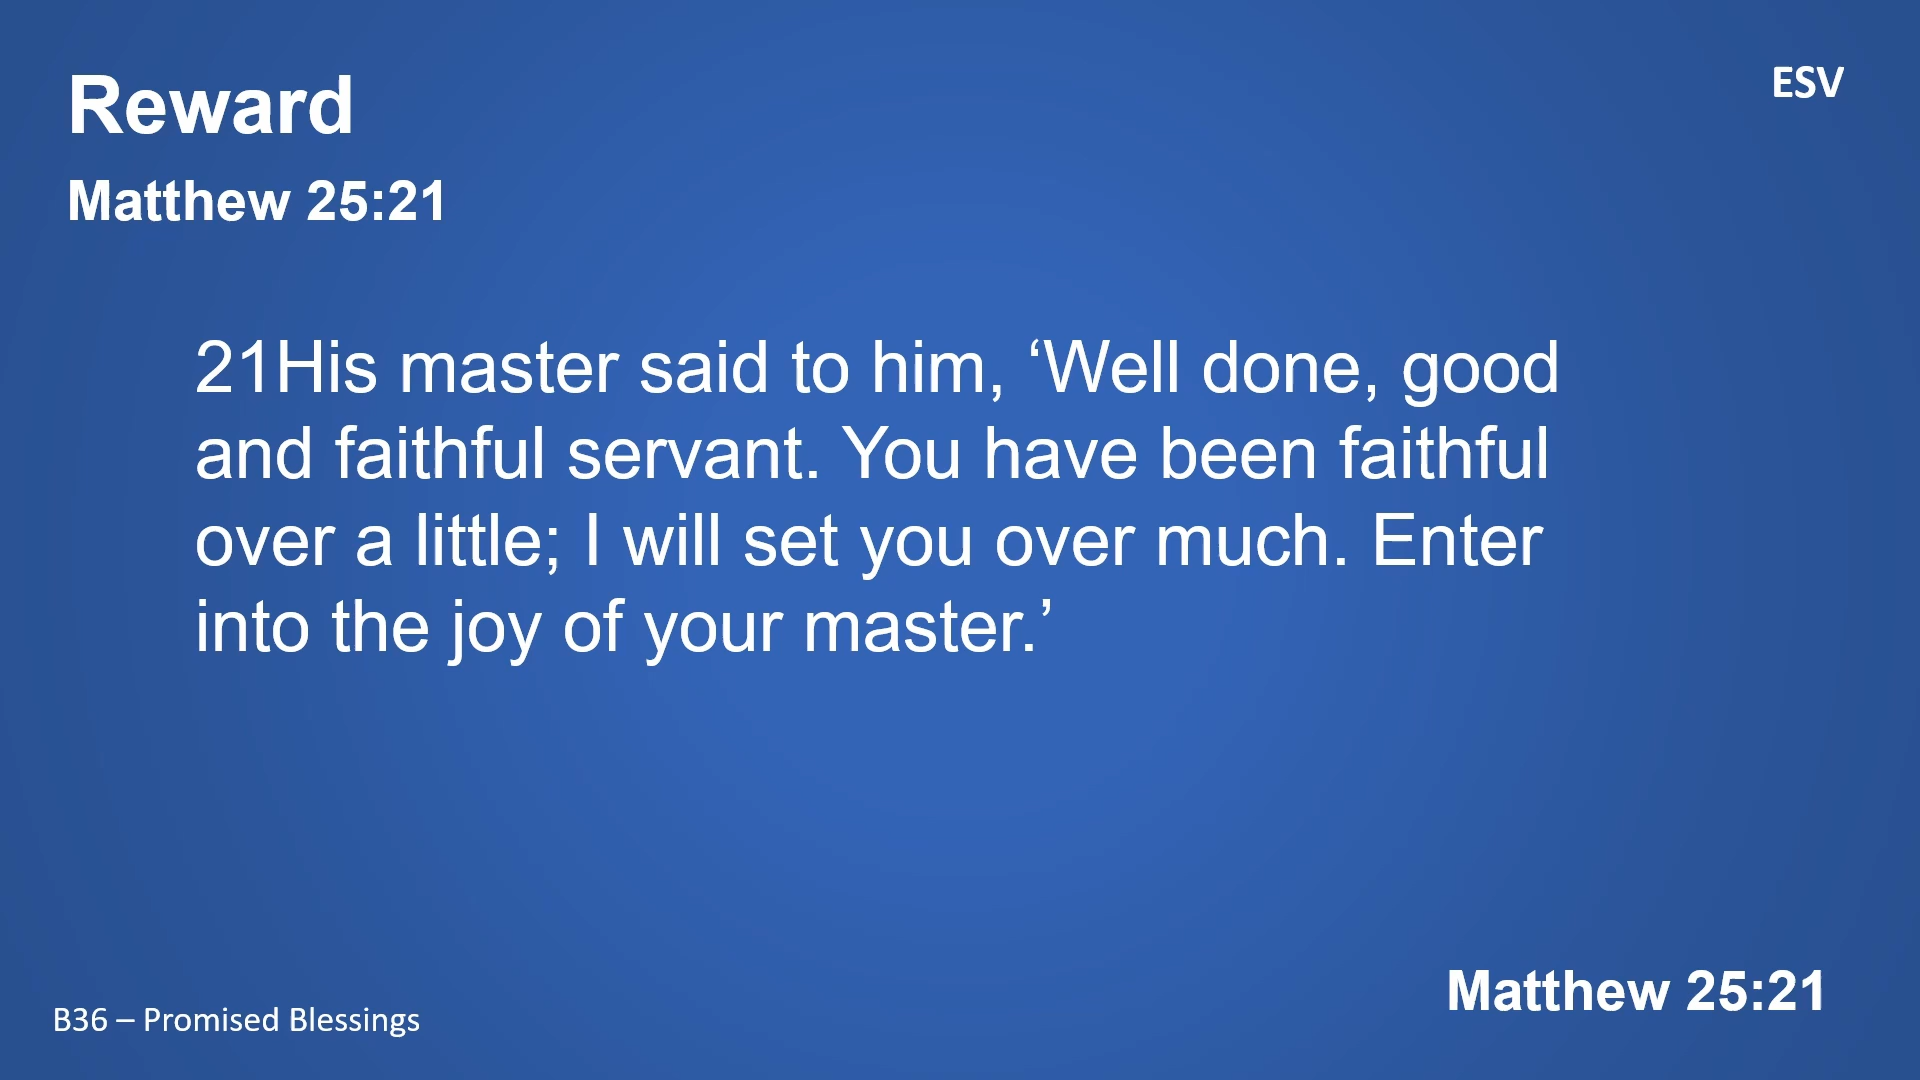 Reward
ESV
Matthew 25:21
21His master said to him, ‘Well done, good
and faithful servant. You have been faithful
over a little; I will set you over much. Enter
into the joy of your master.’
Matthew 25:21
B36 – Promised Blessings